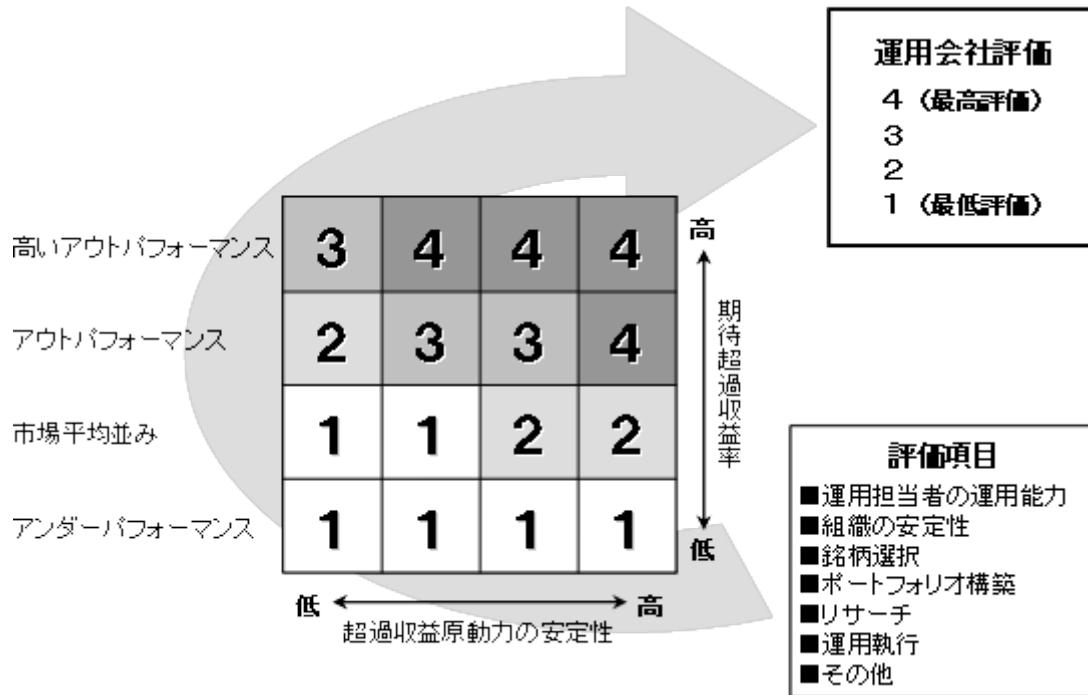 運用会社評価
4 (最高評価)
3
2
1 (最低評価)
高いアウトパフォーマンス 3 4 4 4
アウトパフォーマンス 2 3 3 4
市場平均並み 1 1 2 2
アンダーパフォーマンス 1 1 1 1
高
期待超過収益率
低
低 高
超過収益原動力の安定性
評価項目
■運用担当者の運用能力
■組織の安定性
■銘柄選択
■ポートフォリオ構築
■リサーチ
■運用執行
■その他